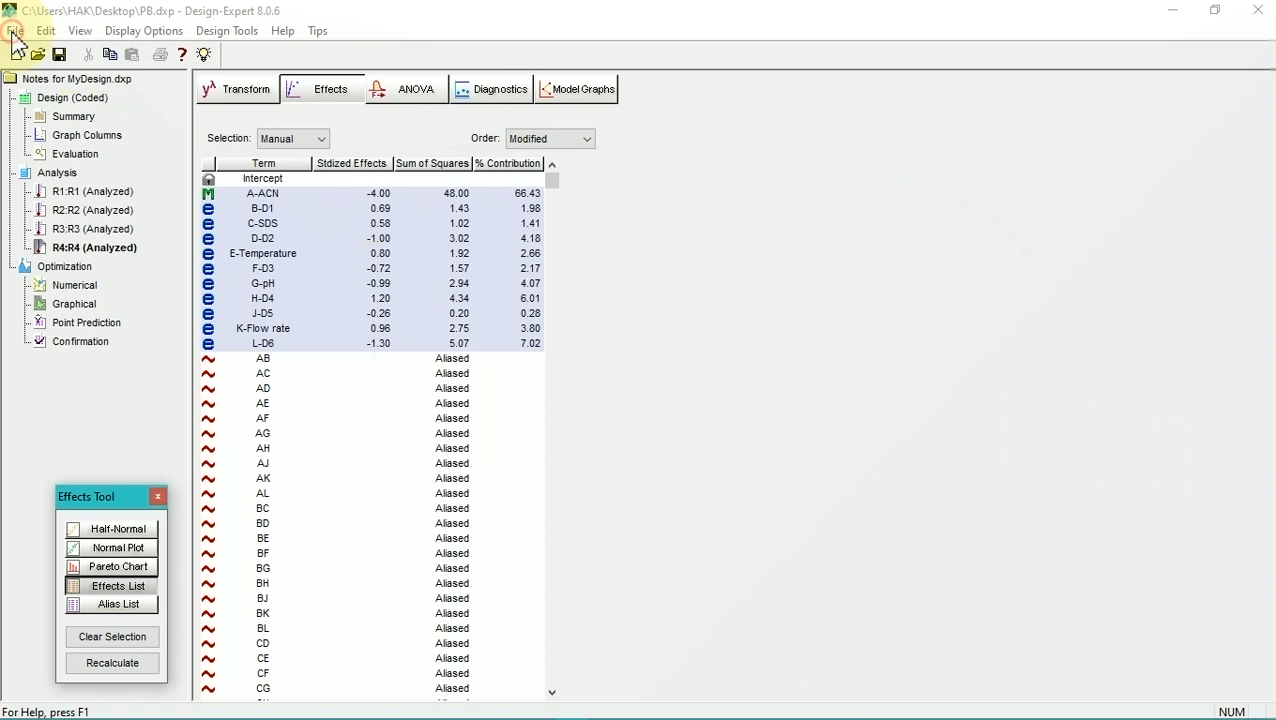 C:\Users\HAK\Desktop\PB.dxp - Design-Expert 8.0.6
File Edit View Display Options Design Tools Help Tips
Notes for MyDesign.dxp
Design (Coded)
Summary
Graph Columns
Evaluation
Analysis
R1:R1 (Analyzed)
R2:R2 (Analyzed)
R3:R3 (Analyzed)
R4:R4 (Analyzed)
Optimization
Numerical
Graphical
Point Prediction
Confirmation
Effects Tool
Half-Normal
Normal Plot
Pareto Chart
Effects List
Alias List
Clear Selection
Recalculate
yλ Transform Effects ANOVA Diagnostics Model Graphs
Selection: Manual Order: Modified
Term Stdized Effects Sum of Squares % Contribution
Intercept
M A-ACN -4.00 48.00 66.43
e B-D1 0.69 1.43 1.98
e C-SDS 0.58 1.02 1.41
e D-D2 -1.00 3.02 4.18
e E-Temperature 0.80 1.92 2.66
e F-D3 -0.72 1.57 2.17
e G-pH -0.99 2.94 4.07
e H-D4 1.20 4.34 6.01
e J-D5 -0.26 0.20 0.28
e K-Flow rate 0.96 2.75 3.80
e L-D6 -1.30 5.07 7.02
AB Aliased
AC Aliased
AD Aliased
AE Aliased
AF Aliased
AG Aliased
AH Aliased
AJ Aliased
AK Aliased
AL Aliased
BC Aliased
BD Aliased
BE Aliased
BF Aliased
BG Aliased
BH Aliased
BJ Aliased
BK Aliased
BL Aliased
CD Aliased
CE Aliased
CF Aliased
CG Aliased
For Help, press F1 NUM